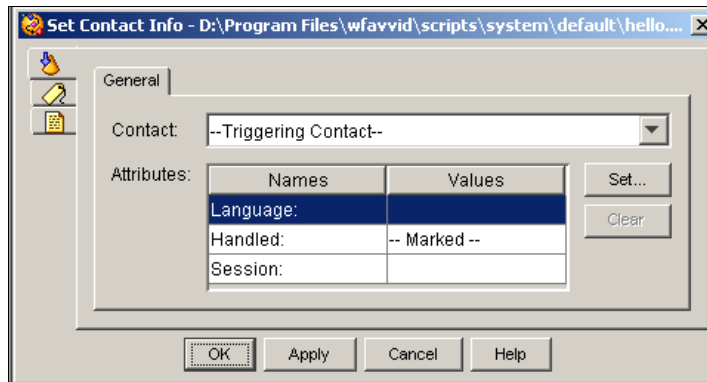 Set Contact Info - D:\Program Files\wfavvid\scripts\system\default\hello....
General
Contact: --Triggering Contact--
Attributes: Names Values Set...
Language: Clear
Handled: -- Marked --
Session:
OK Apply Cancel Help